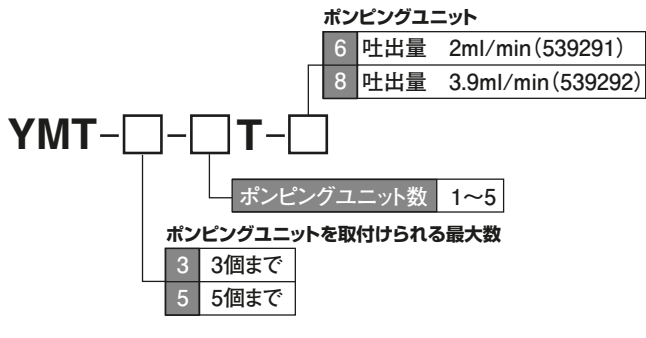 ポンピングユニット
6 吐出量 2ml/min(539291)
8 吐出量 3.9ml/min(539292)
YMT-□-□T-□
ポンピングユニット数 1〜5
ポンピングユニットを取付けられる最大数
3 3個まで
5 5個まで